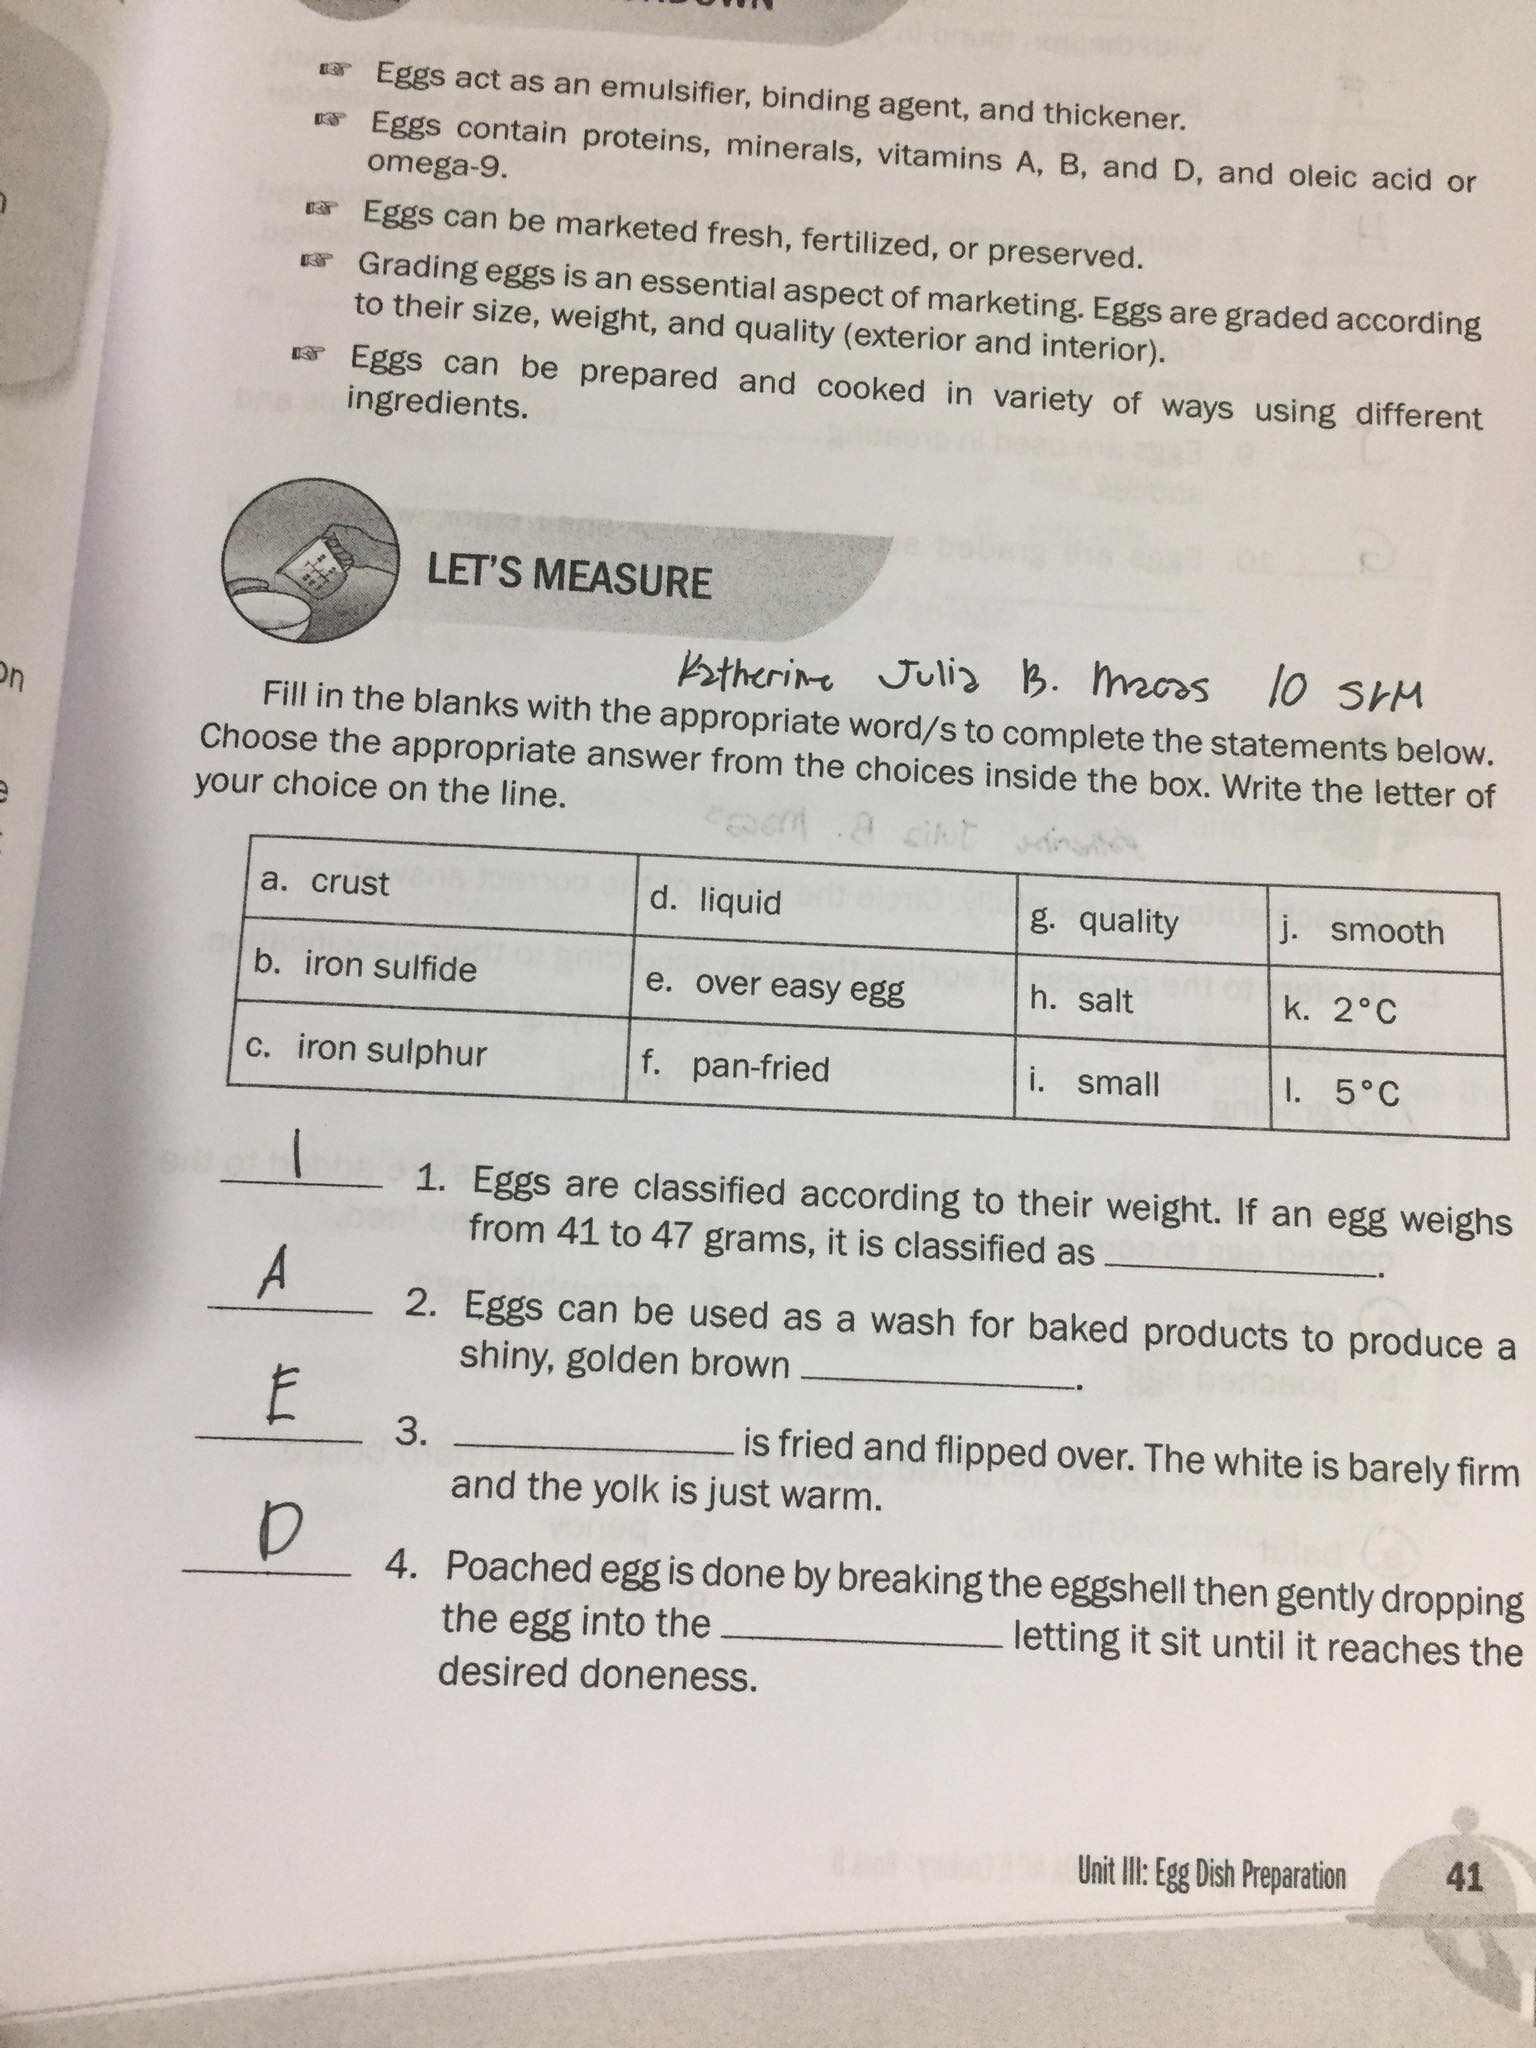 Eggs act as an emulsifier, binding agent, and thickener.
Eggs contain proteins, minerals, vitamins A, B, and D, and oleic acid or
omega-9.
Eggs can be marketed fresh, fertilized, or preserved.
Grading eggs is an essential aspect of marketing. Eggs are graded according
to their size, weight, and quality (exterior and interior).
Eggs can be prepared and cooked in variety of ways using different
ingredients.
LET'S MEASURE
Katherine Julia B. Macas 10 SLM
Fill in the blanks with the appropriate word/s to complete the statements below.
Choose the appropriate answer from the choices inside the box. Write the letter of
your choice on the line.
a. crust d. liquid g. quality j. smooth
b. iron sulfide e. over easy egg h. salt k. 2°C
c. iron sulphur f. pan-fried i. small l. 5°C
I 1. Eggs are classified according to their weight. If an egg weighs
from 41 to 47 grams, it is classified as ____________.
A 2. Eggs can be used as a wash for baked products to produce a
shiny, golden brown ____________.
E 3. ____________ is fried and flipped over. The white is barely firm
and the yolk is just warm.
D 4. Poached egg is done by breaking the eggshell then gently dropping
the egg into the ____________ letting it sit until it reaches the
desired doneness.
Unit III: Egg Dish Preparation 41